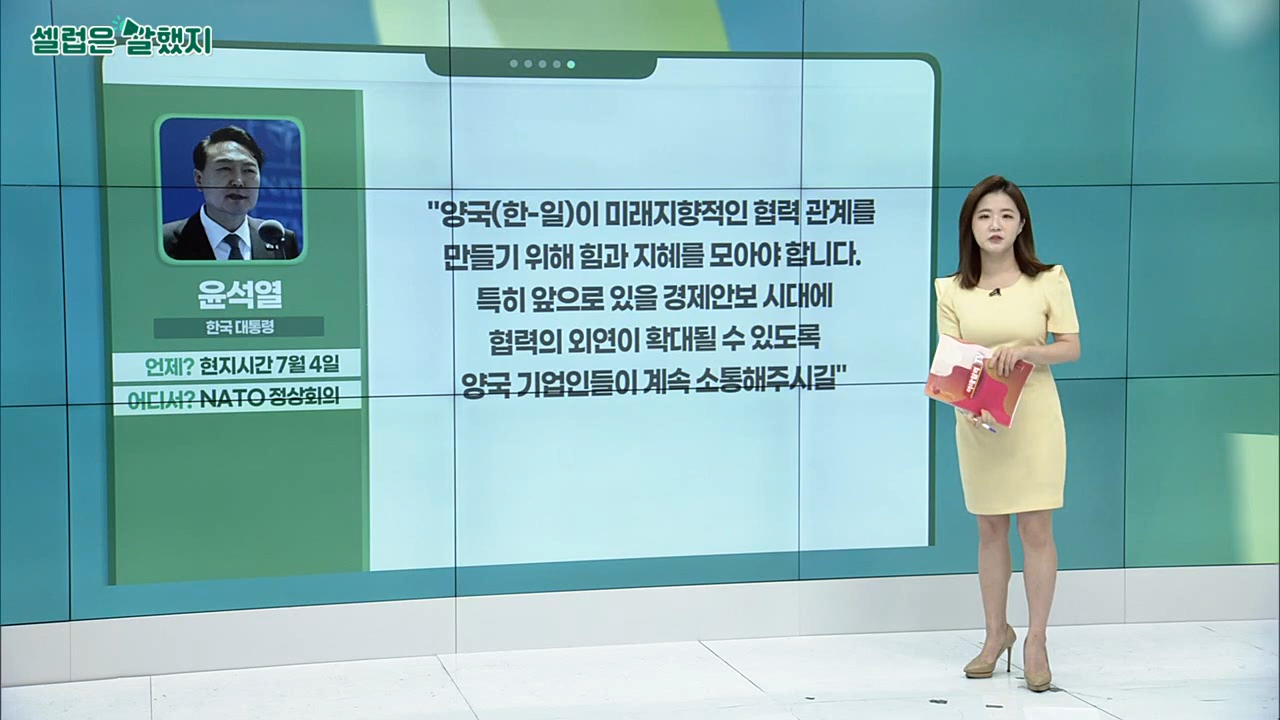 셀럽은 말했지
윤석열
한국 대통령
언제? 현지시간 7월 4일
어디서? NATO 정상회의
"양국(한-일)이 미래지향적인 협력 관계를
만들기 위해 힘과 지혜를 모아야 합니다.
특히 앞으로 있을 경제안보 시대에
협력의 외연이 확대될 수 있도록
양국 기업인들이 계속 소통해주시길"